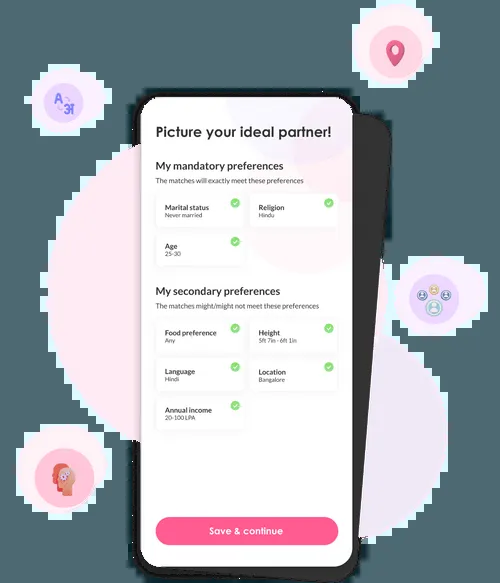 A
अ
Picture your ideal partner!
My mandatory preferences
The matches will exactly meet these preferences
Marital status
Never married
Religion
Hindu
Age
25-30
My secondary preferences
The matches might/might not meet these preferences
Food preference
Any
Height
5ft 7in - 6ft 1in
Language
Hindi
Location
Bangalore
Annual income
20-100 LPA
Save & continue